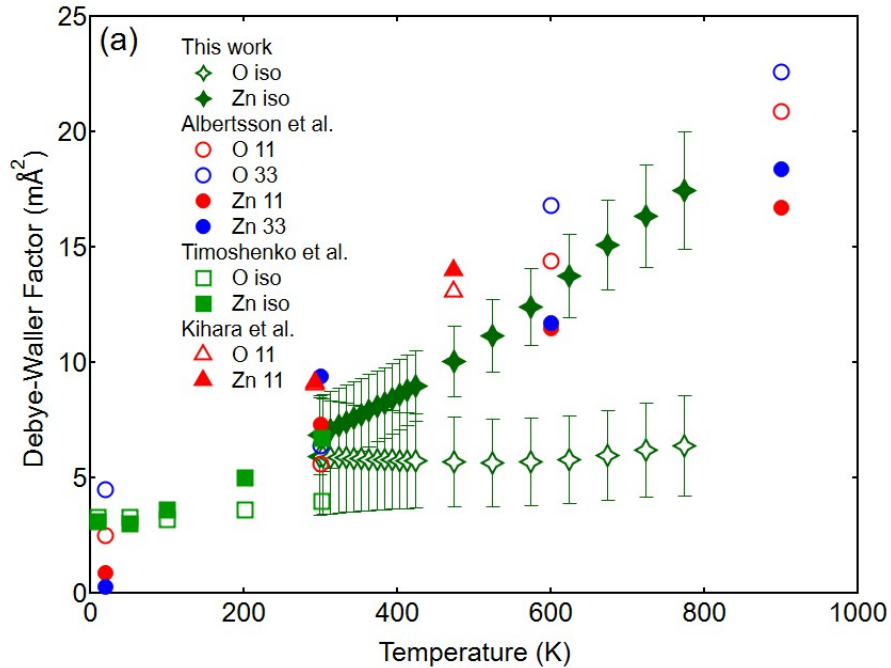 (a)
This work
O iso
Zn iso
Albertsson et al.
O 11
O 33
Zn 11
Zn 33
Timoshenko et al.
O iso
Zn iso
Kihara et al.
O 11
Zn 11
Debye-Waller Factor (mÅ²)
25
20
15
10
5
0
0 200 400 600 800 1000
Temperature (K)